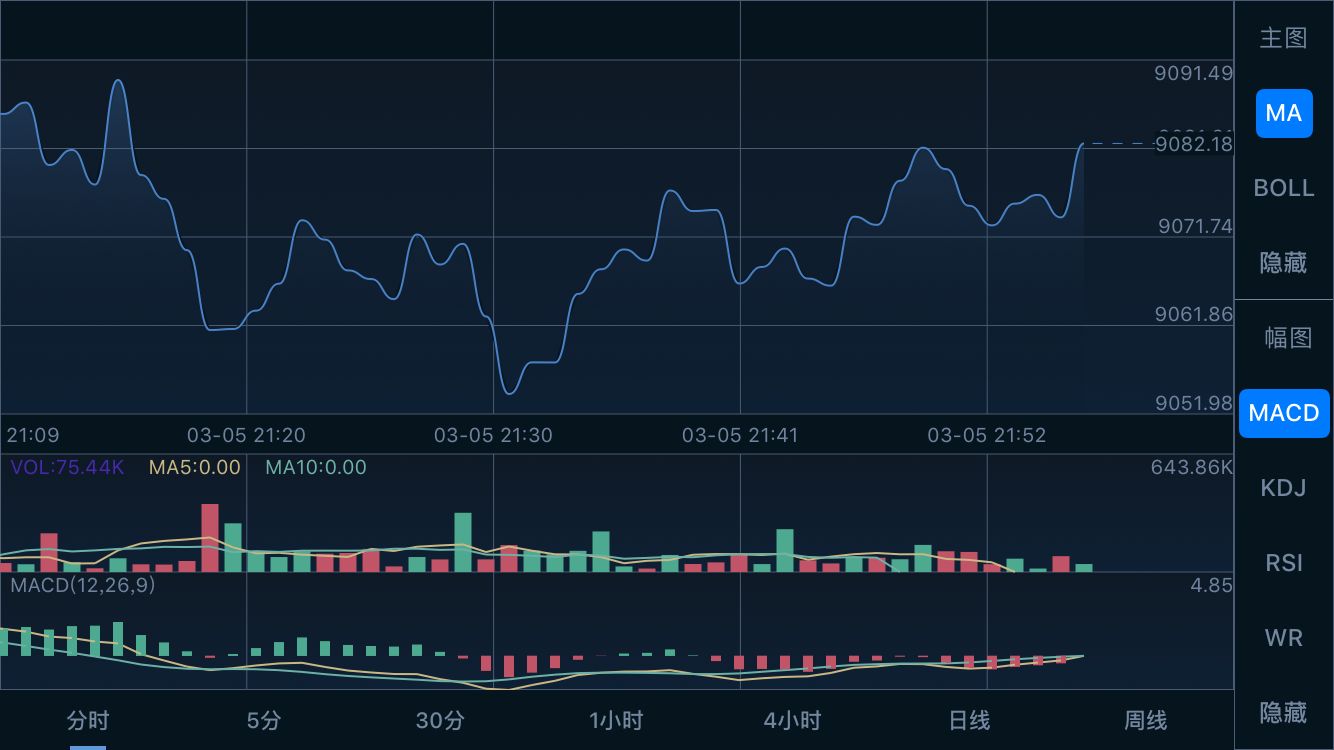 主图
MA
BOLL
隐藏
幅图
MACD
KDJ
RSI
WR
隐藏
9091.49
9082.18
9071.74
9061.86
9051.98
21:09 03-05 21:20 03-05 21:30 03-05 21:41 03-05 21:52
VOL:75.44K MA5:0.00 MA10:0.00 643.86K
MACD(12,26,9) 4.85
分时 5分 30分 1小时 4小时 日线 周线